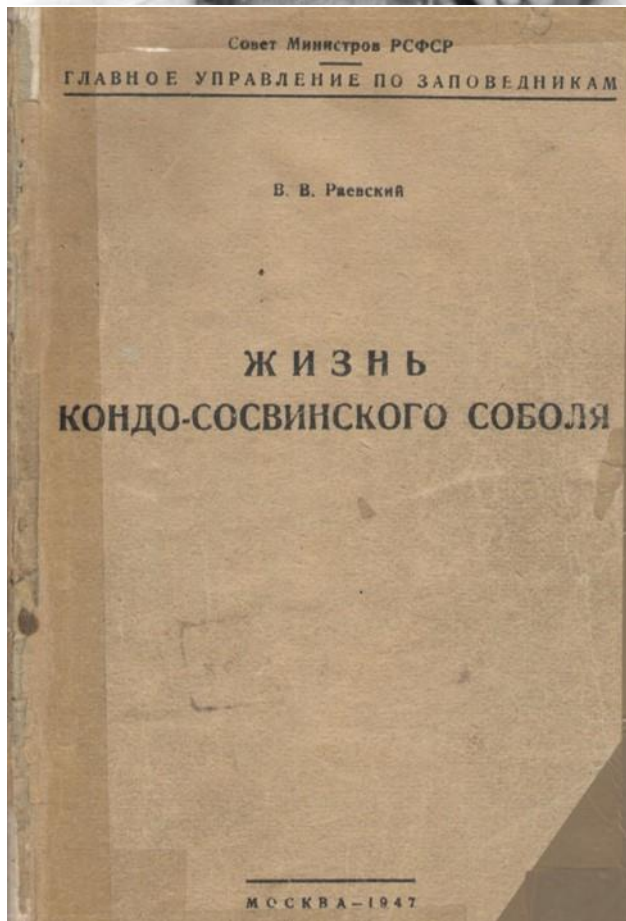 Совет Министров РСФСР
ГЛАВНОЕ УПРАВЛЕНИЕ ПО ЗАПОВЕДНИКАМ
В. В. Раевский
ЖИЗНЬ
КОНДО-СОСВИНСКОГО СОБОЛЯ
МОСКВА—1947